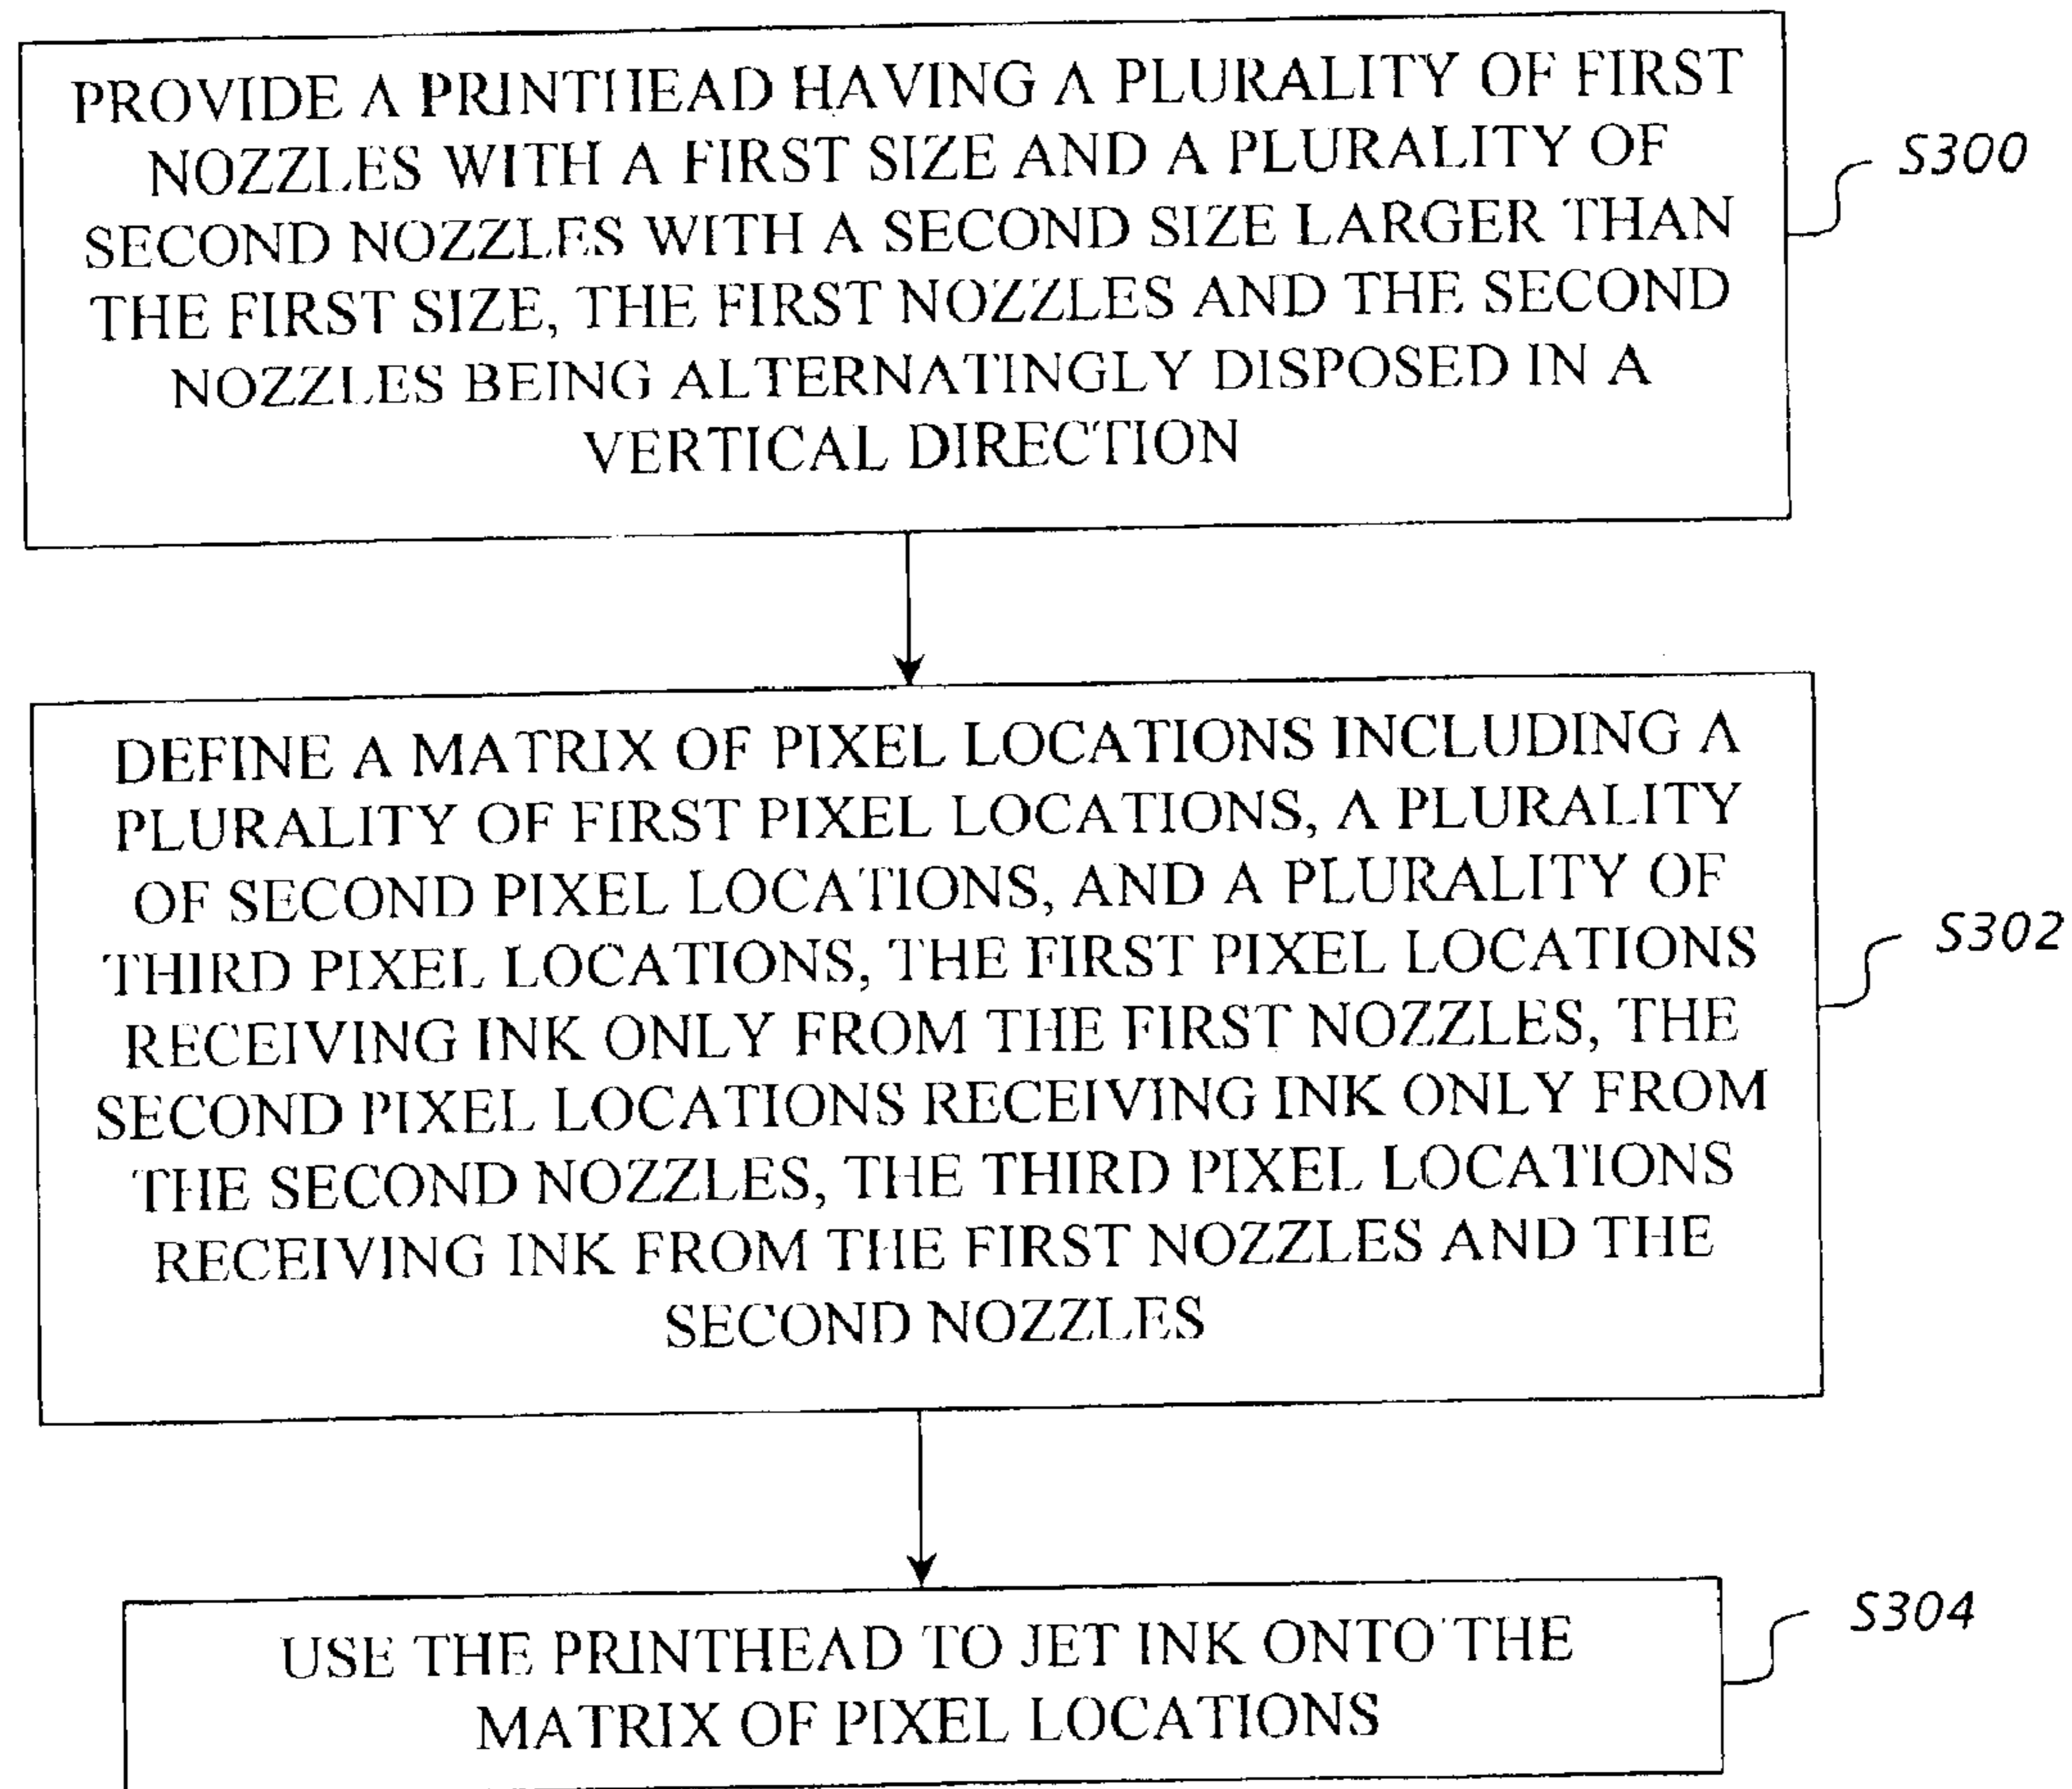 PROVIDE A PRINTHEAD HAVING A PLURALITY OF FIRST
NOZZLES WITH A FIRST SIZE AND A PLURALITY OF
SECOND NOZZLES WITH A SECOND SIZE LARGER THAN
THE FIRST SIZE, THE FIRST NOZZLES AND THE SECOND
NOZZLES BEING ALTERNATINGLY DISPOSED IN A
VERTICAL DIRECTION
S300
DEFINE A MATRIX OF PIXEL LOCATIONS INCLUDING A
PLURALITY OF FIRST PIXEL LOCATIONS, A PLURALITY
OF SECOND PIXEL LOCATIONS, AND A PLURALITY OF
THIRD PIXEL LOCATIONS, THE FIRST PIXEL LOCATIONS
RECEIVING INK ONLY FROM THE FIRST NOZZLES, THE
SECOND PIXEL LOCATIONS RECEIVING INK ONLY FROM
THE SECOND NOZZLES, THE THIRD PIXEL LOCATIONS
RECEIVING INK FROM THE FIRST NOZZLES AND THE
SECOND NOZZLES
S302
USE THE PRINTHEAD TO JET INK ONTO THE
MATRIX OF PIXEL LOCATIONS
S304